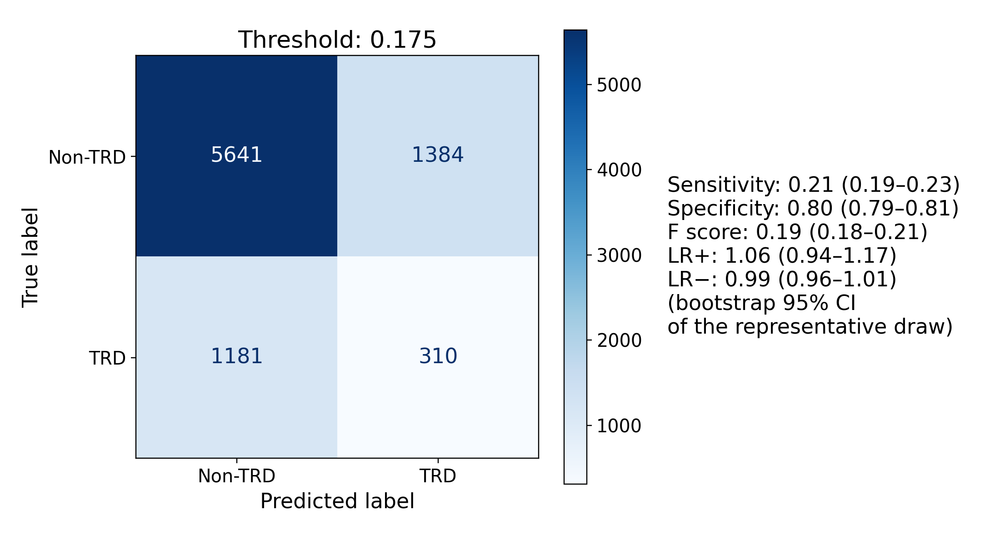 Threshold: 0.175
True label
Non-TRD
TRD
5641
1384
1181
310
Non-TRD
TRD
Predicted label
5000
4000
3000
2000
1000
Sensitivity: 0.21 (0.19–0.23)
Specificity: 0.80 (0.79–0.81)
F score: 0.19 (0.18–0.21)
LR+: 1.06 (0.94–1.17)
LR−: 0.99 (0.96–1.01)
(bootstrap 95% CI
of the representative draw)